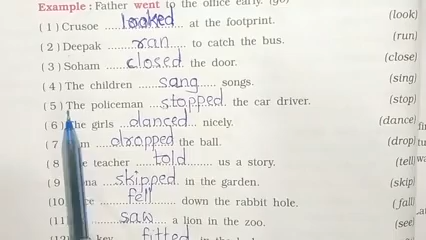 Example : Father went to the office early. (go)
(1) Crusoe looked at the footprint. (look)
(2) Deepak ran to catch the bus. (run)
(3) Soham closed the door. (close)
(4) The children sang songs. (sing)
(5) The policeman stopped the car driver. (stop)
(6) The girls danced nicely. (dance)
(7) m dropped the ball. (drop)
(8 e teacher told us a story. (tell)
(9 na skipped in the garden. (skip)
(10 ce fell down the rabbit hole. (fall)
(11 saw a lion in the zoo. (see)
(12) key fitted in the